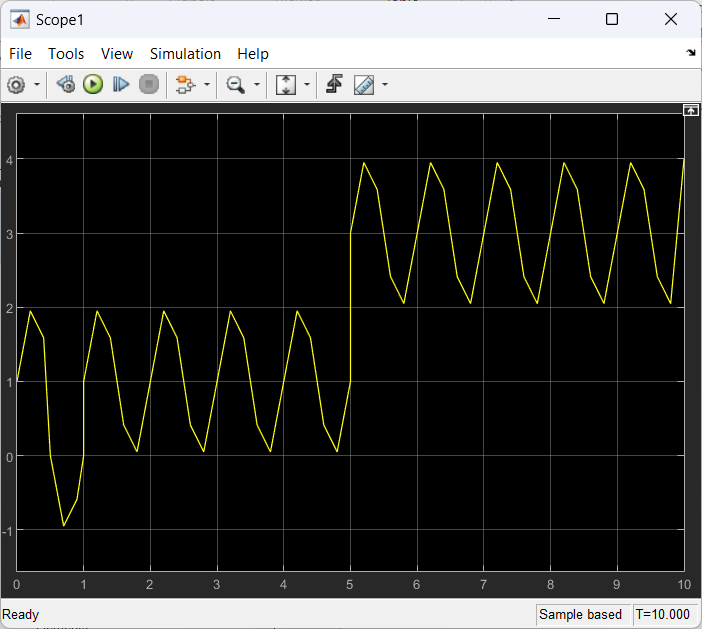 Scope1
File Tools View Simulation Help
4
3
2
1
0
-1
0 1 2 3 4 5 6 7 8 9 10
Ready Sample based T=10.000